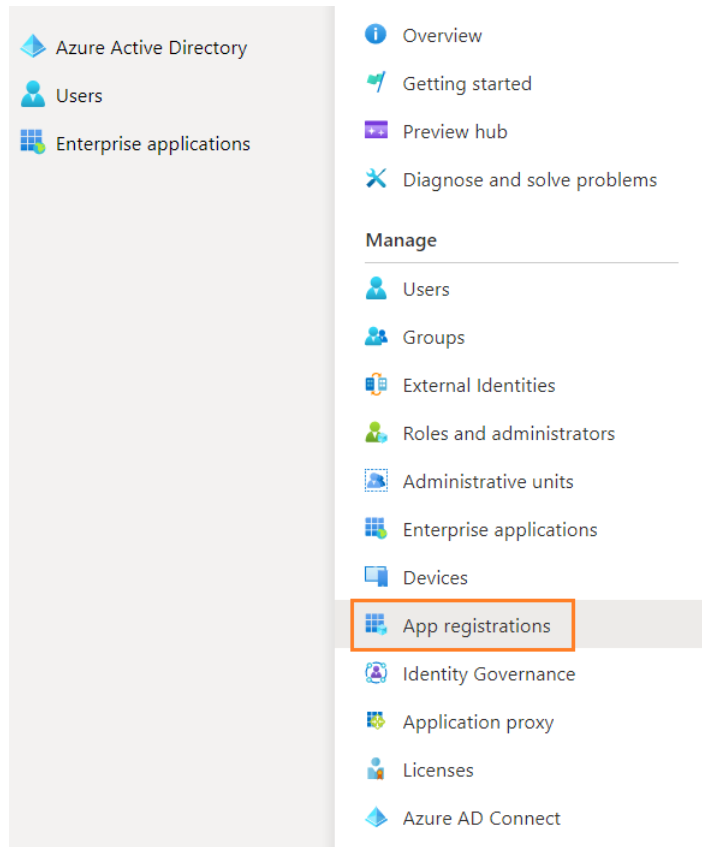 Azure Active Directory
Users
Enterprise applications
Overview
Getting started
Preview hub
Diagnose and solve problems
Manage
Users
Groups
External Identities
Roles and administrators
Administrative units
Enterprise applications
Devices
App registrations
Identity Governance
Application proxy
Licenses
Azure AD Connect